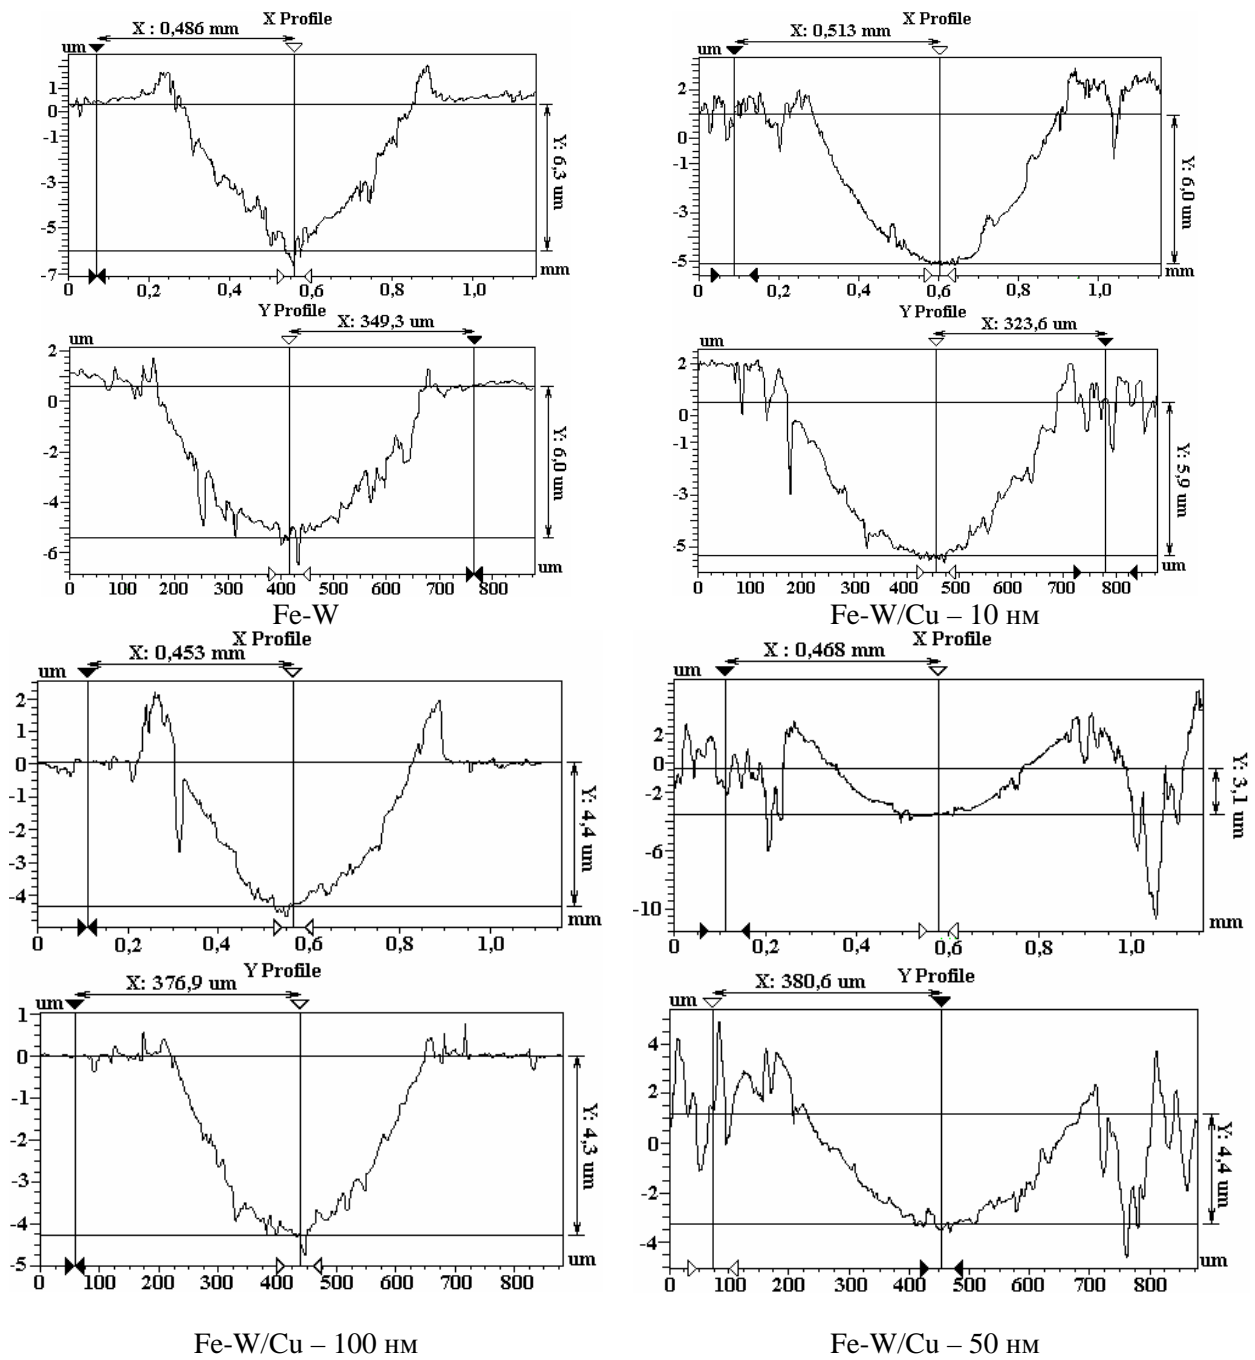 X Profile
X : 0,486 mm
um
1
0
-1
-3
-5
-7
Y: 6,3 um
mm
0 0,2 0,4 0,6 0,8 1,0
Y Profile
X: 349,3 um
um
2
0
-2
-4
-6
Y: 6,0 um
um
0 100 200 300 400 500 600 700 800
Fe-W
X Profile
X: 0,513 mm
um
2
0
-1
-3
-5
Y: 6,0 um
mm
0 0,2 0,4 0,6 0,8 1,0
Y Profile
X: 323,6 um
um
2
0
-1
-3
-5
Y: 5,9 um
um
0 100 200 300 400 500 600 700 800
Fe-W/Cu – 10 нм
X Profile
X: 0,453 mm
um
2
1
0
-1
-2
-3
-4
Y: 4,4 um
mm
0 0,2 0,4 0,6 0,8 1,0
Y Profile
X: 376,9 um
um
1
0
-1
-2
-3
-4
-5
Y: 4,3 um
um
0 100 200 300 400 500 600 700 800
Fe-W/Cu – 100 нм
X Profile
X : 0,468 mm
um
2
0
-2
-6
-10
Y: 3,1 um
mm
0 0,2 0,4 0,6 0,8 1,0
Y Profile
X: 380,6 um
um
4
2
0
-2
-4
Y: 4,4 um
um
0 100 200 300 400 500 600 700 800
Fe-W/Cu – 50 нм